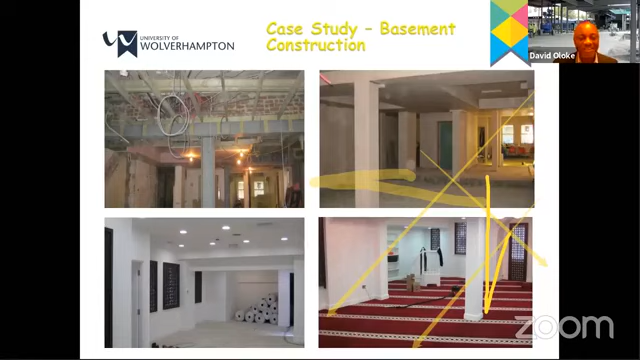 UNIVERSITY OF
WOLVERHAMPTON
Case Study – Basement
Construction
David Oloke
zoom